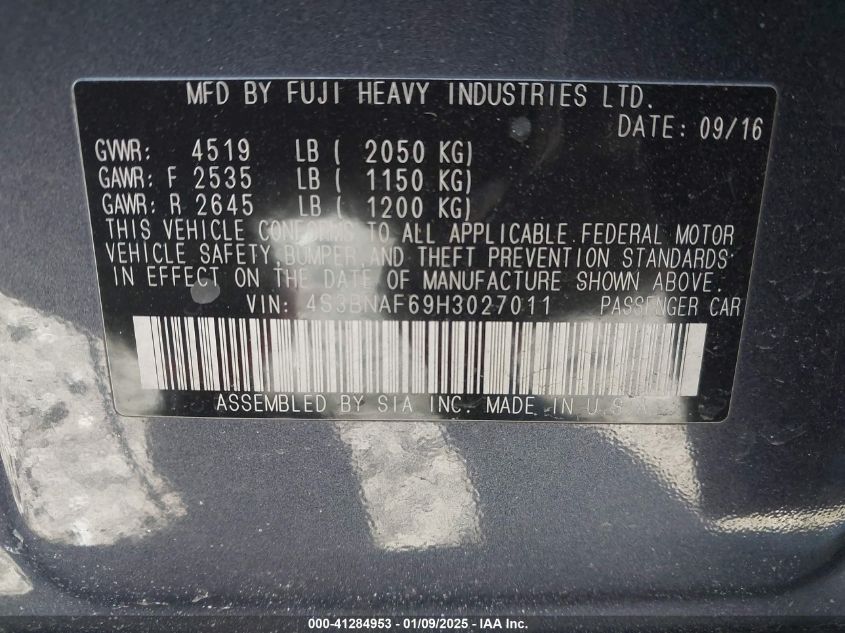 MFD BY FUJI HEAVY INDUSTRIES LTD.
DATE: 09/16
GVWR: 4519 LB ( 2050 KG)
GAWR: F 2535 LB ( 1150 KG)
GAWR: R 2645 LB ( 1200 KG)
THIS VEHICLE CONFORMS TO ALL APPLICABLE FEDERAL MOTOR
VEHICLE SAFETY, BUMPER, AND THEFT PREVENTION STANDARDS
IN EFFECT ON THE DATE OF MANUFACTURE SHOWN ABOVE.
VIN: 4S3BNAF69H3027011 PASSENGER CAR
ASSEMBLED BY SIA INC. MADE IN U.S.A.
000-41284953 - 01/09/2025 - IAA Inc.